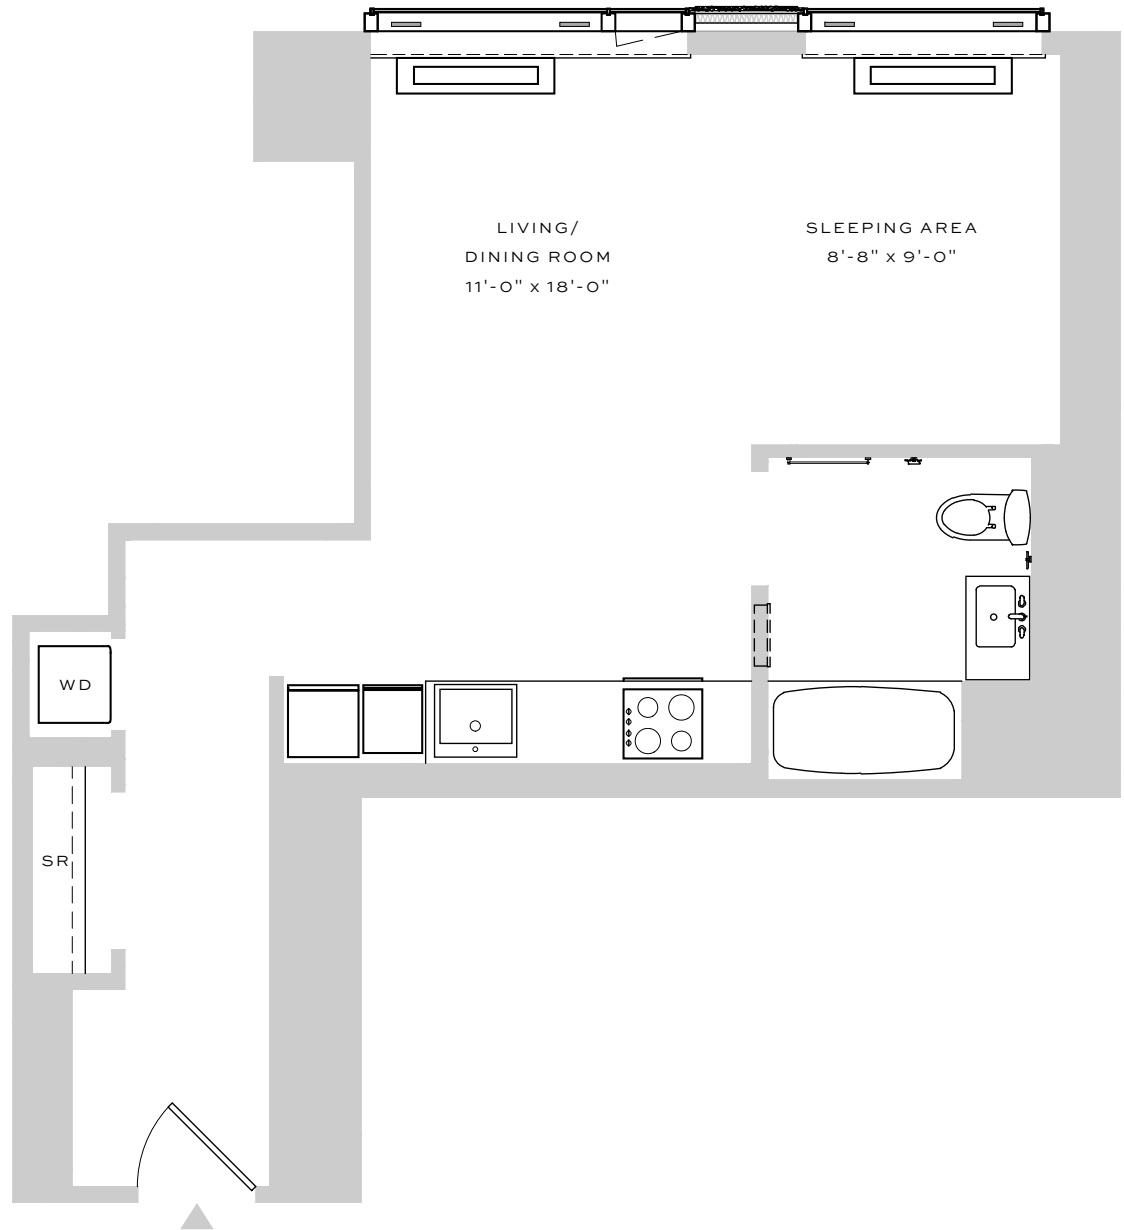 LIVING/
DINING ROOM
11'-0" x 18'-0"
SLEEPING AREA
8'-8" x 9'-0"
WD
SR